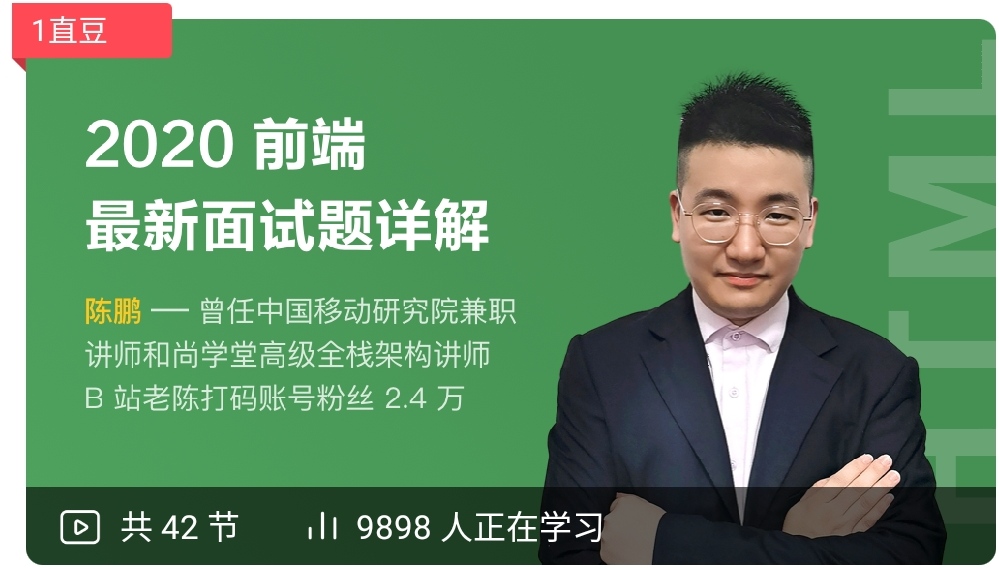 1直豆
2020 前端
最新面试题详解
陈鹏 — 曾任中国移动研究院兼职
讲师和尚学堂高级全栈架构讲师
B 站老陈打码账号粉丝 2.4 万
HTML
共 42 节
9898 人正在学习